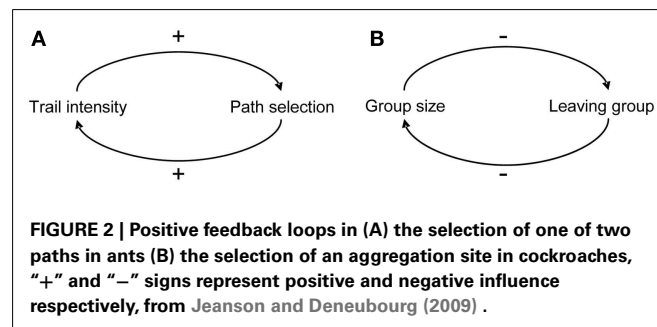 A
+
Trail intensity Path selection
+
B
–
Group size Leaving group
–
FIGURE 2 | Positive feedback loops in (A) the selection of one of two
paths in ants (B) the selection of an aggregation site in cockroaches,
“+” and “−” signs represent positive and negative influence
respectively, from Jeanson and Deneubourg (2009) .